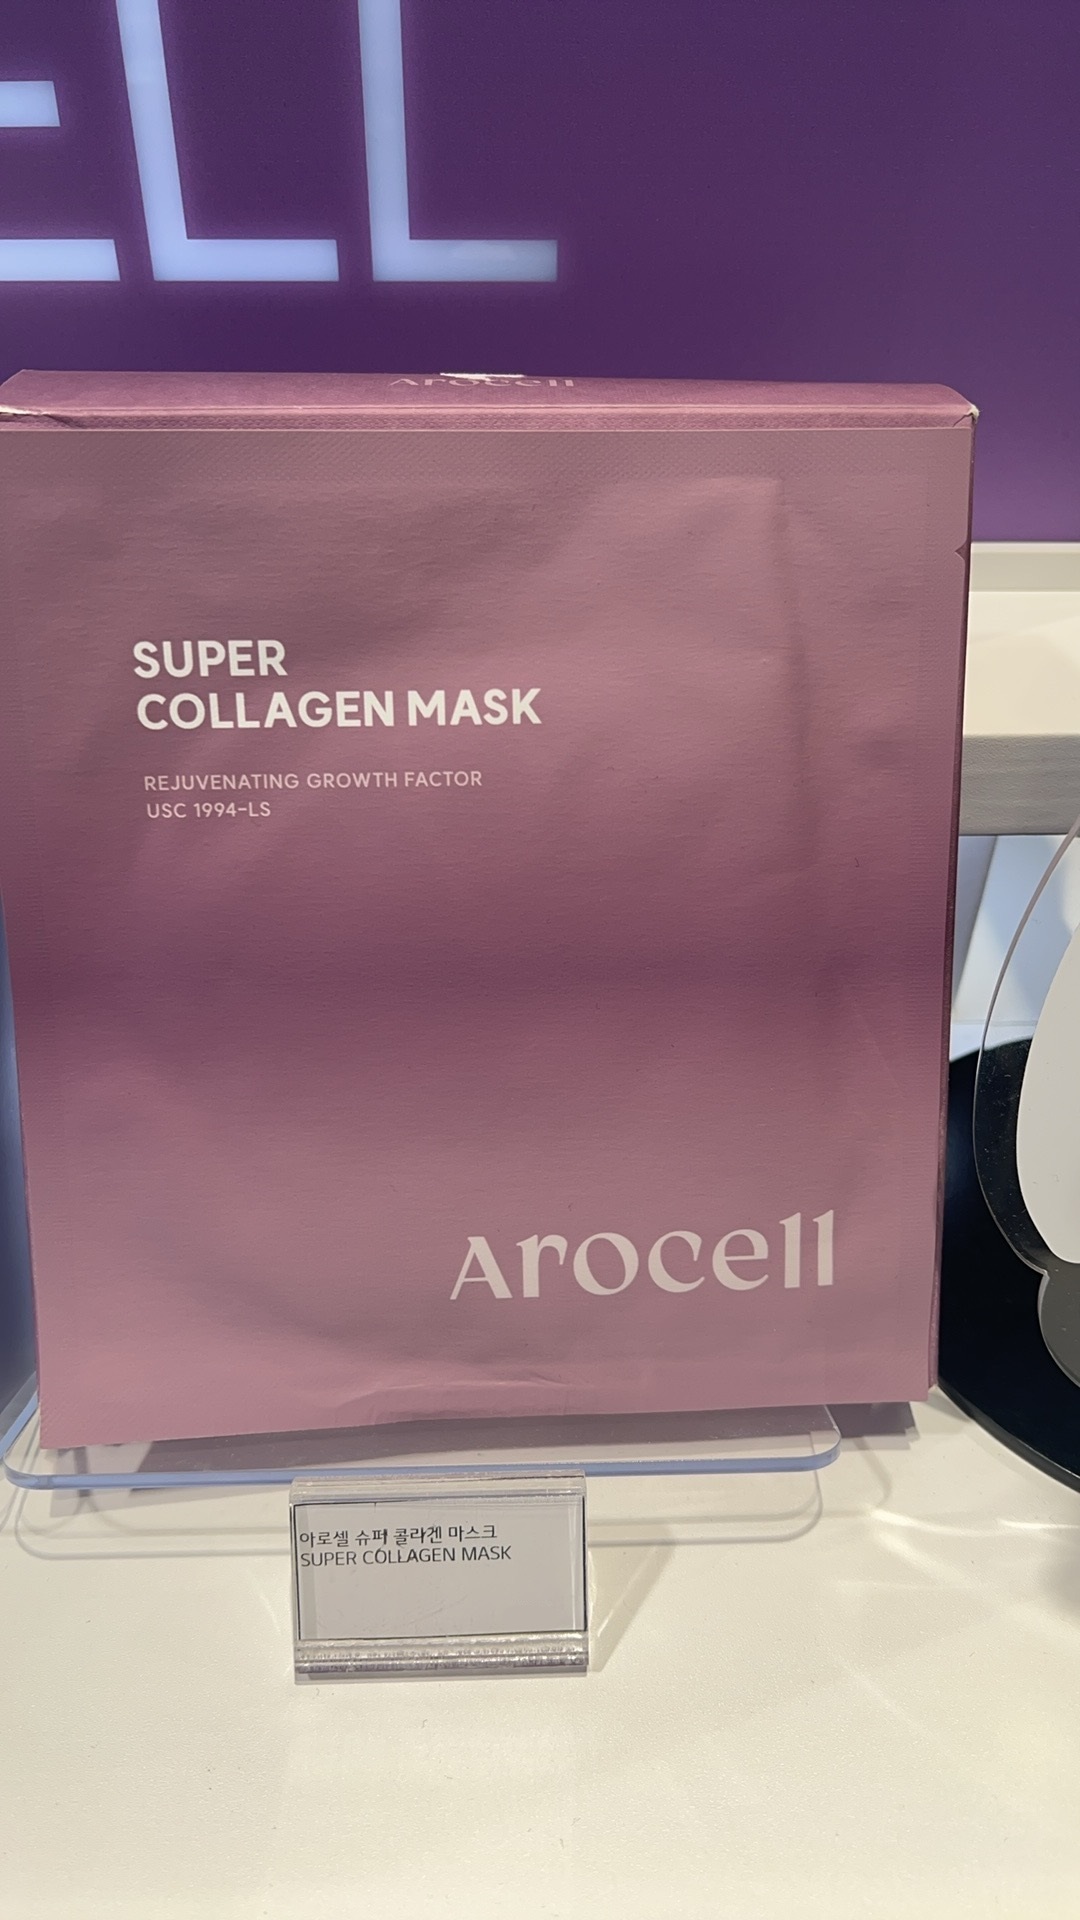 ELL
Arocell
SUPER
COLLAGEN MASK
REJUVENATING GROWTH FACTOR
USC 1994-LS
Arocell
아로셀 슈퍼 콜라겐 마스크
SUPER COLLAGEN MASK